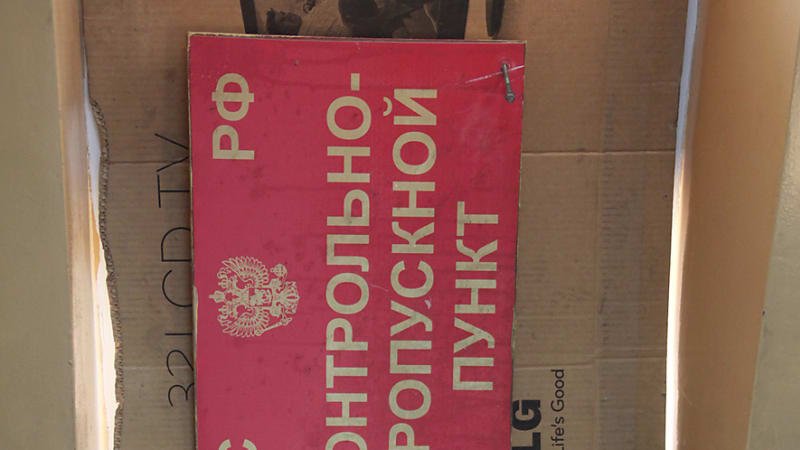 С РФ
ОНТРОЛЬНО-
РОПУСКНОЙ
ПУНКТ
32LCD TV
LG
Life's Good